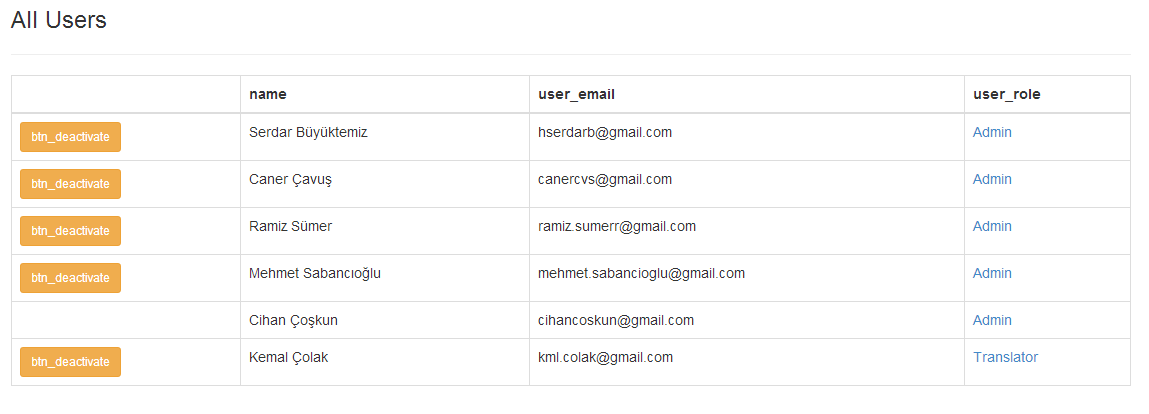 All Users
name user_email user_role
btn_deactivate Serdar Büyüktemiz hserdarb@gmail.com Admin
btn_deactivate Caner Çavuş canercvs@gmail.com Admin
btn_deactivate Ramiz Sümer ramiz.sumerr@gmail.com Admin
btn_deactivate Mehmet Sabancıoğlu mehmet.sabancioglu@gmail.com Admin
Cihan Çoşkun cihancoskun@gmail.com Admin
btn_deactivate Kemal Çolak kml.colak@gmail.com Translator